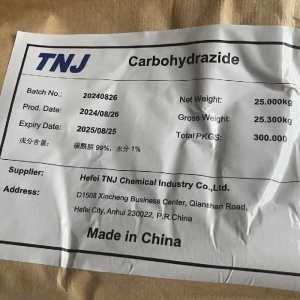 TNJ Carbohydrazide
Batch No.: 20240826 Net Weight: 25.000kg
Prod. Date: 2024/08/26 Gross Weight: 25.300kg
Expiry Date: 2025/08/25 Total PKGS: 300.000
成分含量: 碳酰肼 99%, 水分 1%
Supplier: Hefei TNJ Chemical Industry Co.,Ltd.
Address: D1508 Xincheng Business Center, Qianshan Road,
Hefei City, Anhui 230022, P.R.China
Made in China